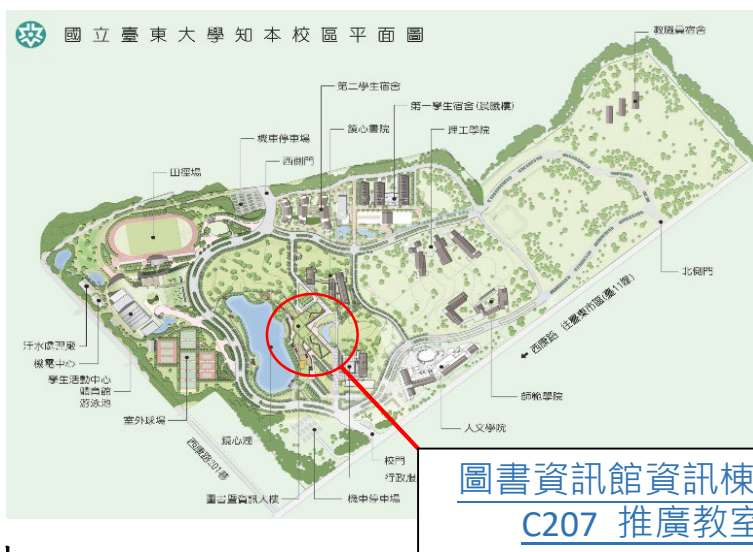 國立臺東大學知本校區平面圖
教職員宿舍
第二學生宿舍
第一學生宿舍
鏡心書院
理工學院
機車停車場
西側門
田徑場
北側門
西康路 往臺東市區(臺11線)
汙水處理廠
機電中心
學生活動中心
體育館
游泳池
室外球場
師範學院
人文學院
鏡心湖
西康路201巷
校門
行政服
圖書暨資訊大樓
機車停車場
圖書資訊館資訊棟
C207 推廣教室